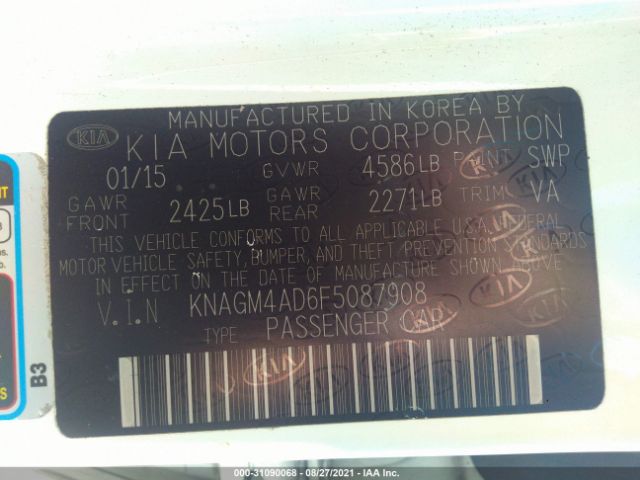 MANUFACTURED IN KOREA BY
KIA KIA MOTORS CORPORATION
01/15 GVWR 4586LB PAINT SWP
GAWR FRONT 2425LB GAWR REAR 2271LB TRIM VA
THIS VEHICLE CONFORMS TO ALL APPLICABLE U.S.A. FEDERAL
MOTOR VEHICLE SAFETY, BUMPER, AND THEFT PREVENTION STANDARDS
IN EFFECT ON THE DATE OF MANUFACTURE SHOWN ABOVE
V.I.N KNAGM4AD6F5087908
TYPE PASSENGER CAR
KIA
B3
000-31090068 - 08/27/2021 - IAA Inc.